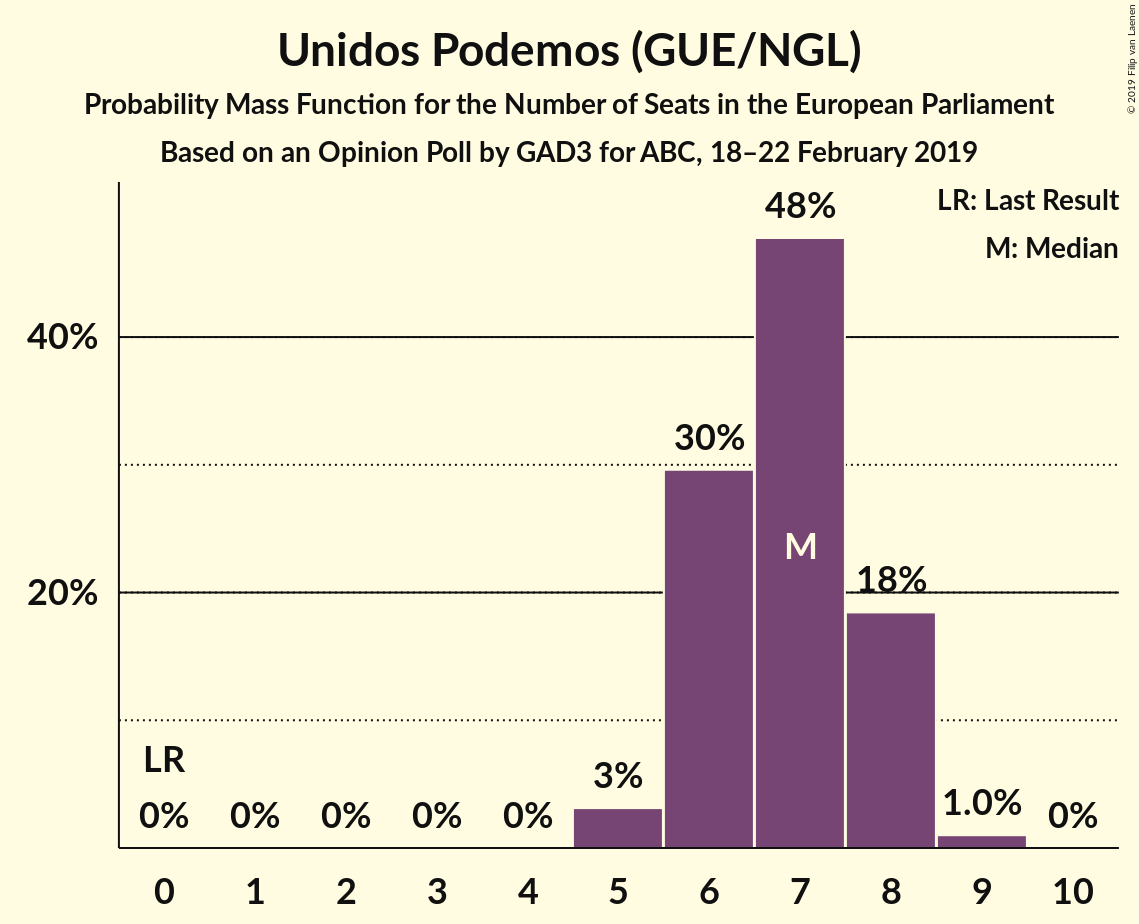 Unidos Podemos (GUE/NGL)
Probability Mass Function for the Number of Seats in the European Parliament
Based on an Opinion Poll by GAD3 for ABC, 18–22 February 2019
© 2019 Filip van Laenen
LR: Last Result
M: Median
48%
40%
30%
M
20%
18%
LR
3%
1.0%
0% 0% 0% 0% 0% 0%
0 1 2 3 4 5 6 7 8 9 10